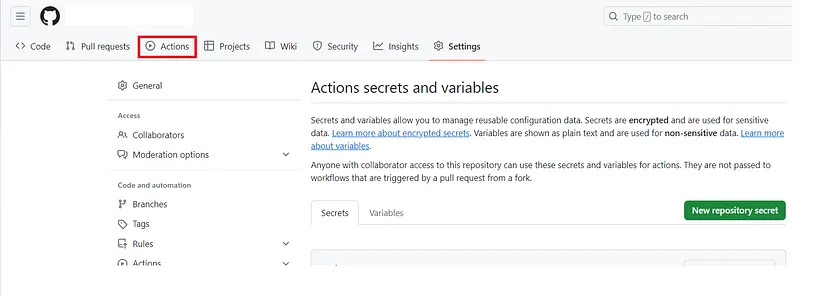 Type / to search
Code Pull requests Actions Projects Wiki Security Insights Settings
General
Access
Collaborators
Moderation options
Code and automation
Branches
Tags
Rules
Actions
Actions secrets and variables
Secrets and variables allow you to manage reusable configuration data. Secrets are encrypted and are used for sensitive
data. Learn more about encrypted secrets. Variables are shown as plain text and are used for non-sensitive data. Learn more
about variables.
Anyone with collaborator access to this repository can use these secrets and variables for actions. They are not passed to
workflows that are triggered by a pull request from a fork.
Secrets Variables New repository secret